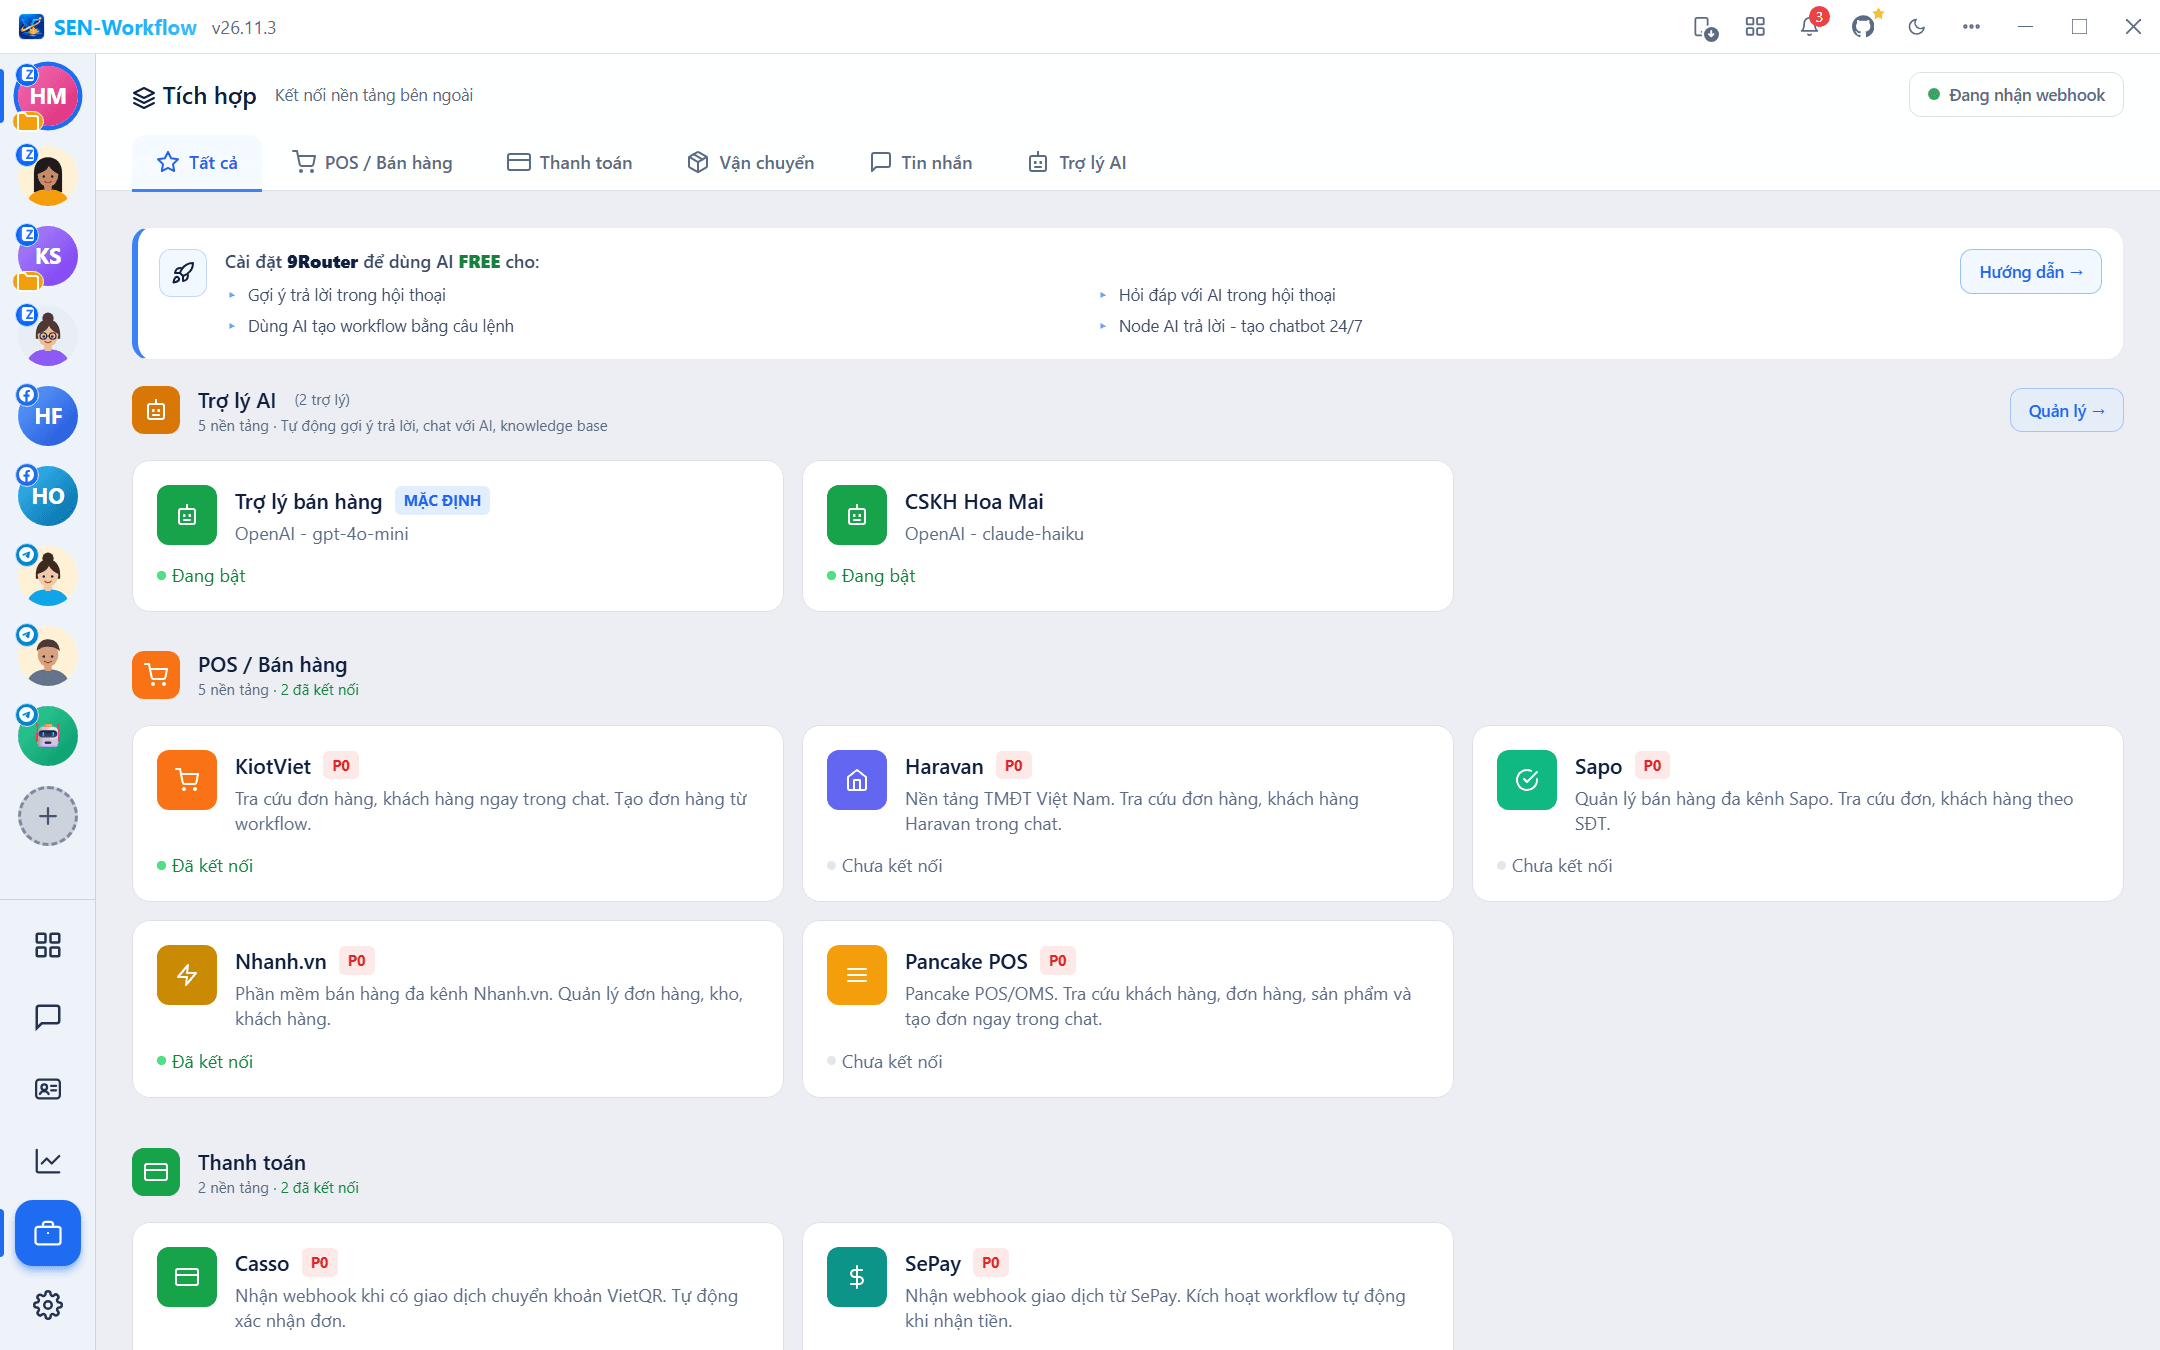 SEN-Workflow v26.11.3
3
HM
KS
HF
HO
Tích hợp
Kết nối nền tảng bên ngoài
Đang nhận webhook
Tất cả
POS / Bán hàng
Thanh toán
Vận chuyển
Tin nhắn
Trợ lý AI
Cài đặt 9Router để dùng AI FREE cho:
Gợi ý trả lời trong hội thoại
Hỏi đáp với AI trong hội thoại
Dùng AI tạo workflow bằng câu lệnh
Node AI trả lời - tạo chatbot 24/7
Hướng dẫn →
Trợ lý AI (2 trợ lý)
5 nền tảng · Tự động gợi ý trả lời, chat với AI, knowledge base
Quản lý →
Trợ lý bán hàng MẶC ĐỊNH
OpenAI - gpt-4o-mini
Đang bật
CSKH Hoa Mai
OpenAI - claude-haiku
Đang bật
POS / Bán hàng
5 nền tảng · 2 đã kết nối
KiotViet P0
Tra cứu đơn hàng, khách hàng ngay trong chat. Tạo đơn hàng từ
workflow.
Đã kết nối
Haravan P0
Nền tảng TMĐT Việt Nam. Tra cứu đơn hàng, khách hàng
Haravan trong chat.
Chưa kết nối
Sapo P0
Quản lý bán hàng đa kênh Sapo. Tra cứu đơn, khách hàng theo
SĐT.
Chưa kết nối
Nhanh.vn P0
Phần mềm bán hàng đa kênh Nhanh.vn. Quản lý đơn hàng, kho,
khách hàng.
Đã kết nối
Pancake POS P0
Pancake POS/OMS. Tra cứu khách hàng, đơn hàng, sản phẩm và
tạo đơn ngay trong chat.
Chưa kết nối
Thanh toán
2 nền tảng · 2 đã kết nối
Casso P0
Nhận webhook khi có giao dịch chuyển khoản VietQR. Tự động
xác nhận đơn.
SePay P0
Nhận webhook giao dịch từ SePay. Kích hoạt workflow tự động
khi nhận tiền.